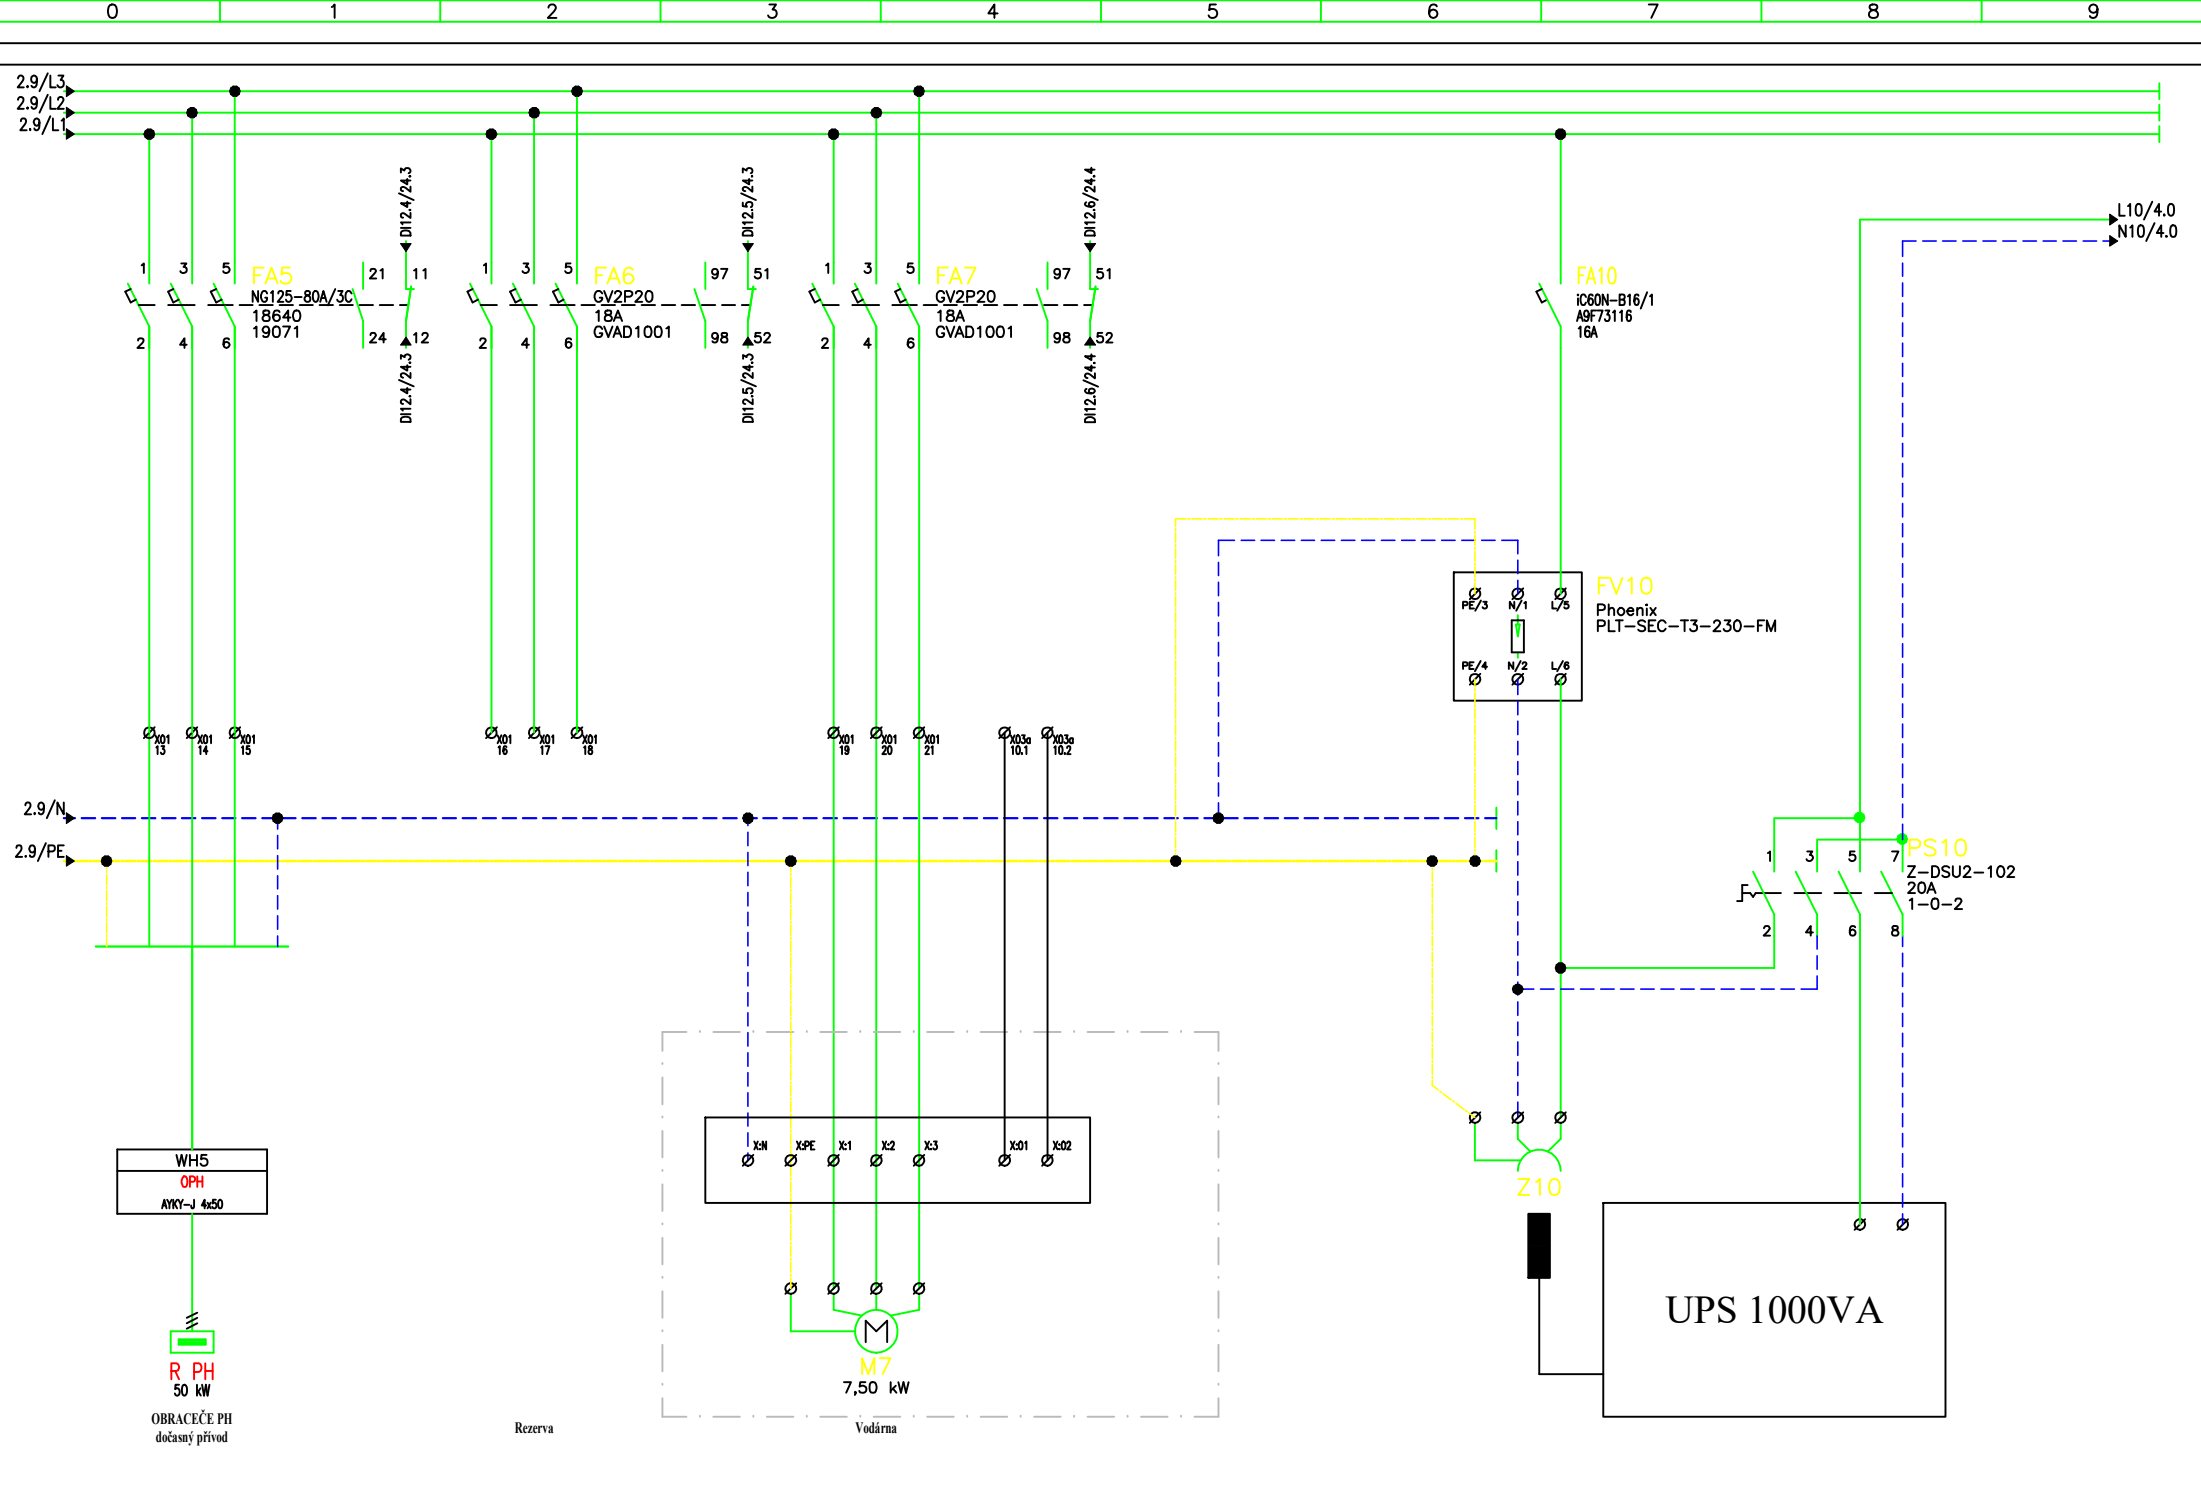 0 1 2 3 4 5 6 7 8 9
2.9/L3
2.9/L2
2.9/L1
DI12.4/24.3
DI12.5/24.3
DI12.6/24.4
L10/4.0
N10/4.0
1 3 5 FA5 21 11
NG125-80A/3C
18640
19071
2 4 6 24 12
DI12.4/24.3
1 3 5 FA6 97 51
GV2P20
18A
GVAD1001
2 4 6 98 52
DI12.5/24.3
1 3 5 FA7 97 51
GV2P20
18A
GVAD1001
2 4 6 98 52
DI12.6/24.4
FA10
iC60N-B16/1
A9F73116
16A
FV10
Phoenix
PLT-SEC-T3-230-FM
PE/3 N/1 L/5
PE/4 N/2 L/6
X01 X01 X01 X01 X01 X01 X01 X01 X01 X03a X03a
13 14 15 16 17 18 19 20 21 10.1 10.2
2.9/N
2.9/PE
1 3 5 7 PS10
Z-DSU2-102
20A
1-0-2
2 4 6 8
X:N X:PE X:1 X:2 X:3 X:01 X:02
WH5
OPH
AYKY-J 4x50
Z10
UPS 1000VA
M
M7
7,50 kW
R PH
50 kW
OBRACEČE PH
dočasný přívod
Rezerva
Vodárna